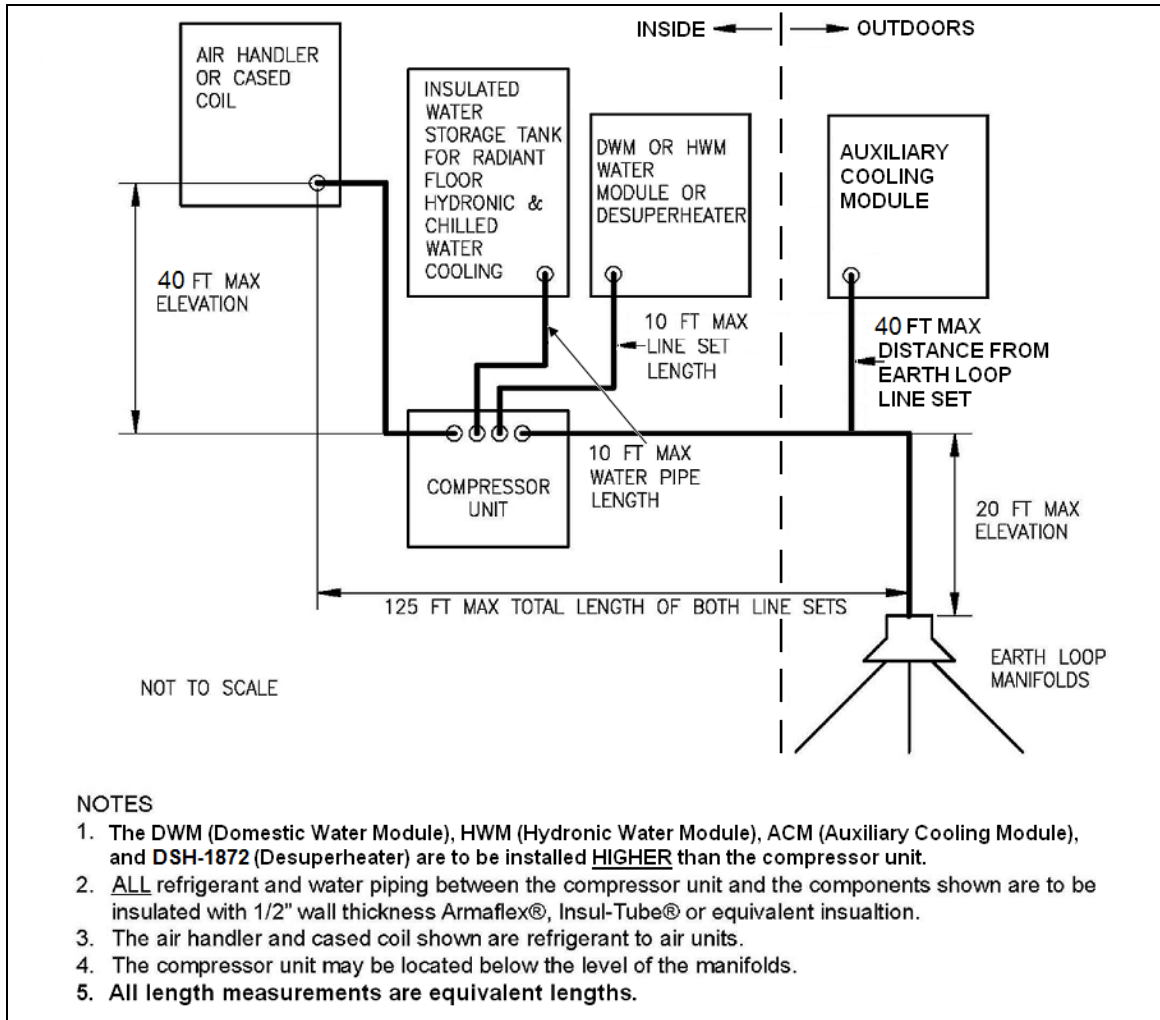 INSIDE
OUTDOORS
AIR HANDLER
OR CASED
COIL
INSULATED
WATER
STORAGE TANK
FOR RADIANT
FLOOR
HYDRONIC &
CHILLED
WATER
COOLING
DWM OR HWM
WATER
MODULE OR
DESUPERHEATER
AUXILIARY
COOLING
MODULE
40 FT MAX
ELEVATION
10 FT MAX
LINE SET
LENGTH
40 FT MAX
DISTANCE FROM
EARTH LOOP
LINE SET
COMPRESSOR
UNIT
10 FT MAX
WATER PIPE
LENGTH
20 FT MAX
ELEVATION
125 FT MAX TOTAL LENGTH OF BOTH LINE SETS
EARTH LOOP
MANIFOLDS
NOT TO SCALE
NOTES
1. The DWM (Domestic Water Module), HWM (Hydronic Water Module), ACM (Auxiliary Cooling Module),
and DSH-1872 (Desuperheater) are to be installed HIGHER than the compressor unit.
2. ALL refrigerant and water piping between the compressor unit and the components shown are to be
insulated with 1/2" wall thickness Armaflex®, Insul-Tube® or equivalent insualtion.
3. The air handler and cased coil shown are refrigerant to air units.
4. The compressor unit may be located below the level of the manifolds.
5. All length measurements are equivalent lengths.